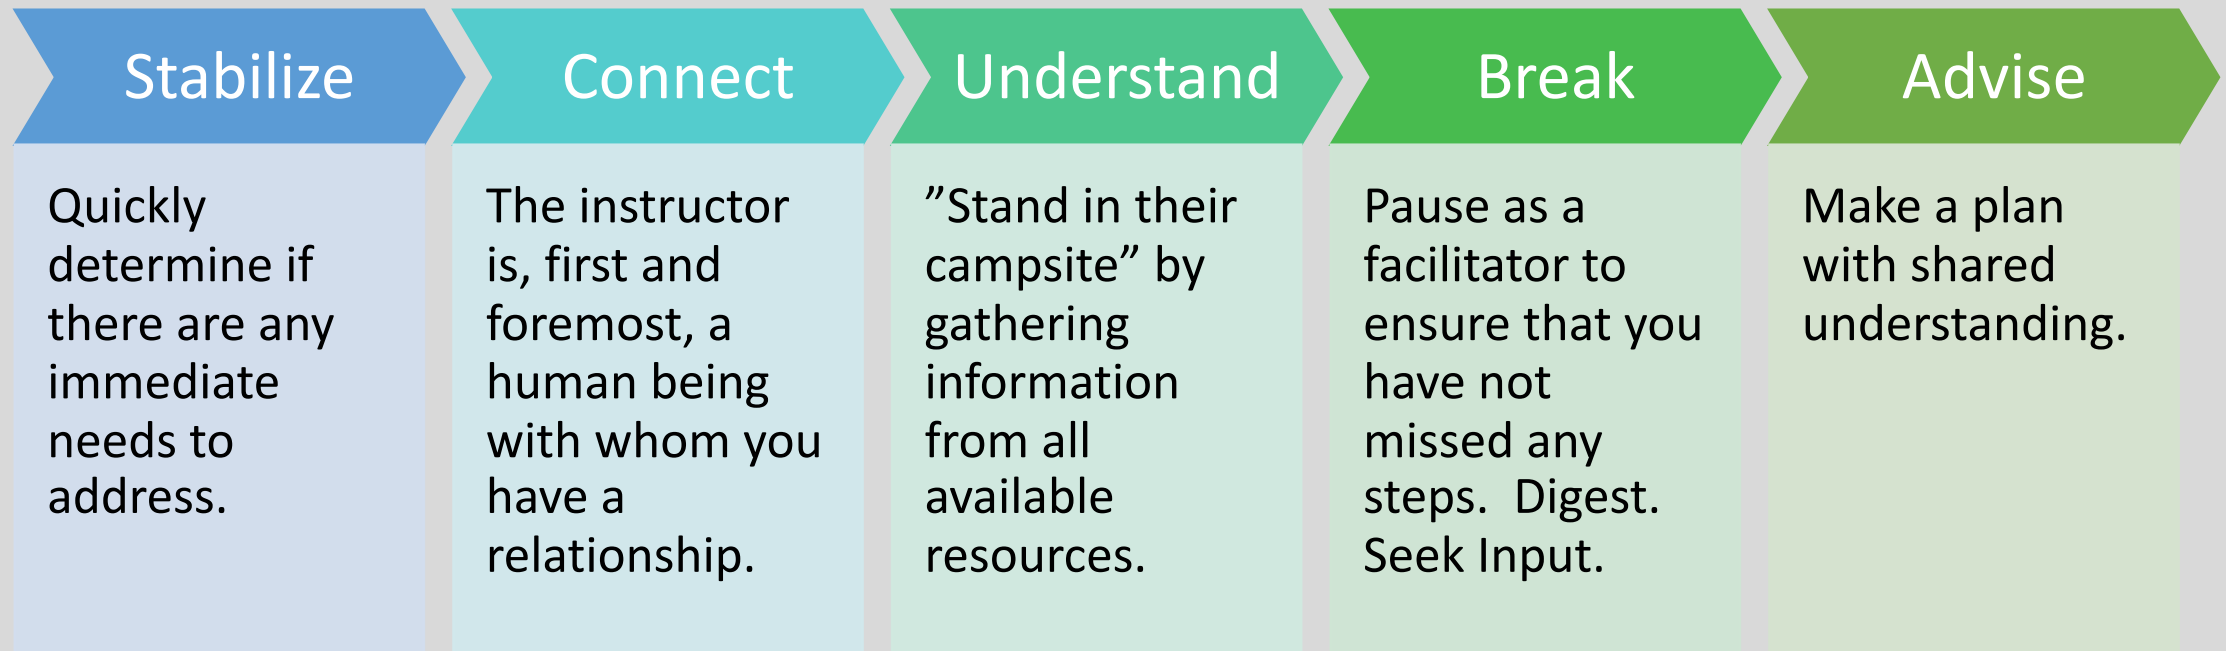 Stabilize
Quickly
determine if
there are any
immediate
needs to
address.
Connect
The instructor
is, first and
foremost, a
human being
with whom you
have a
relationship.
Understand
”Stand in their
campsite” by
gathering
information
from all
available
resources.
Break
Pause as a
facilitator to
ensure that you
have not
missed any
steps.  Digest.
Seek Input.
Advise
Make a plan
with shared
understanding.